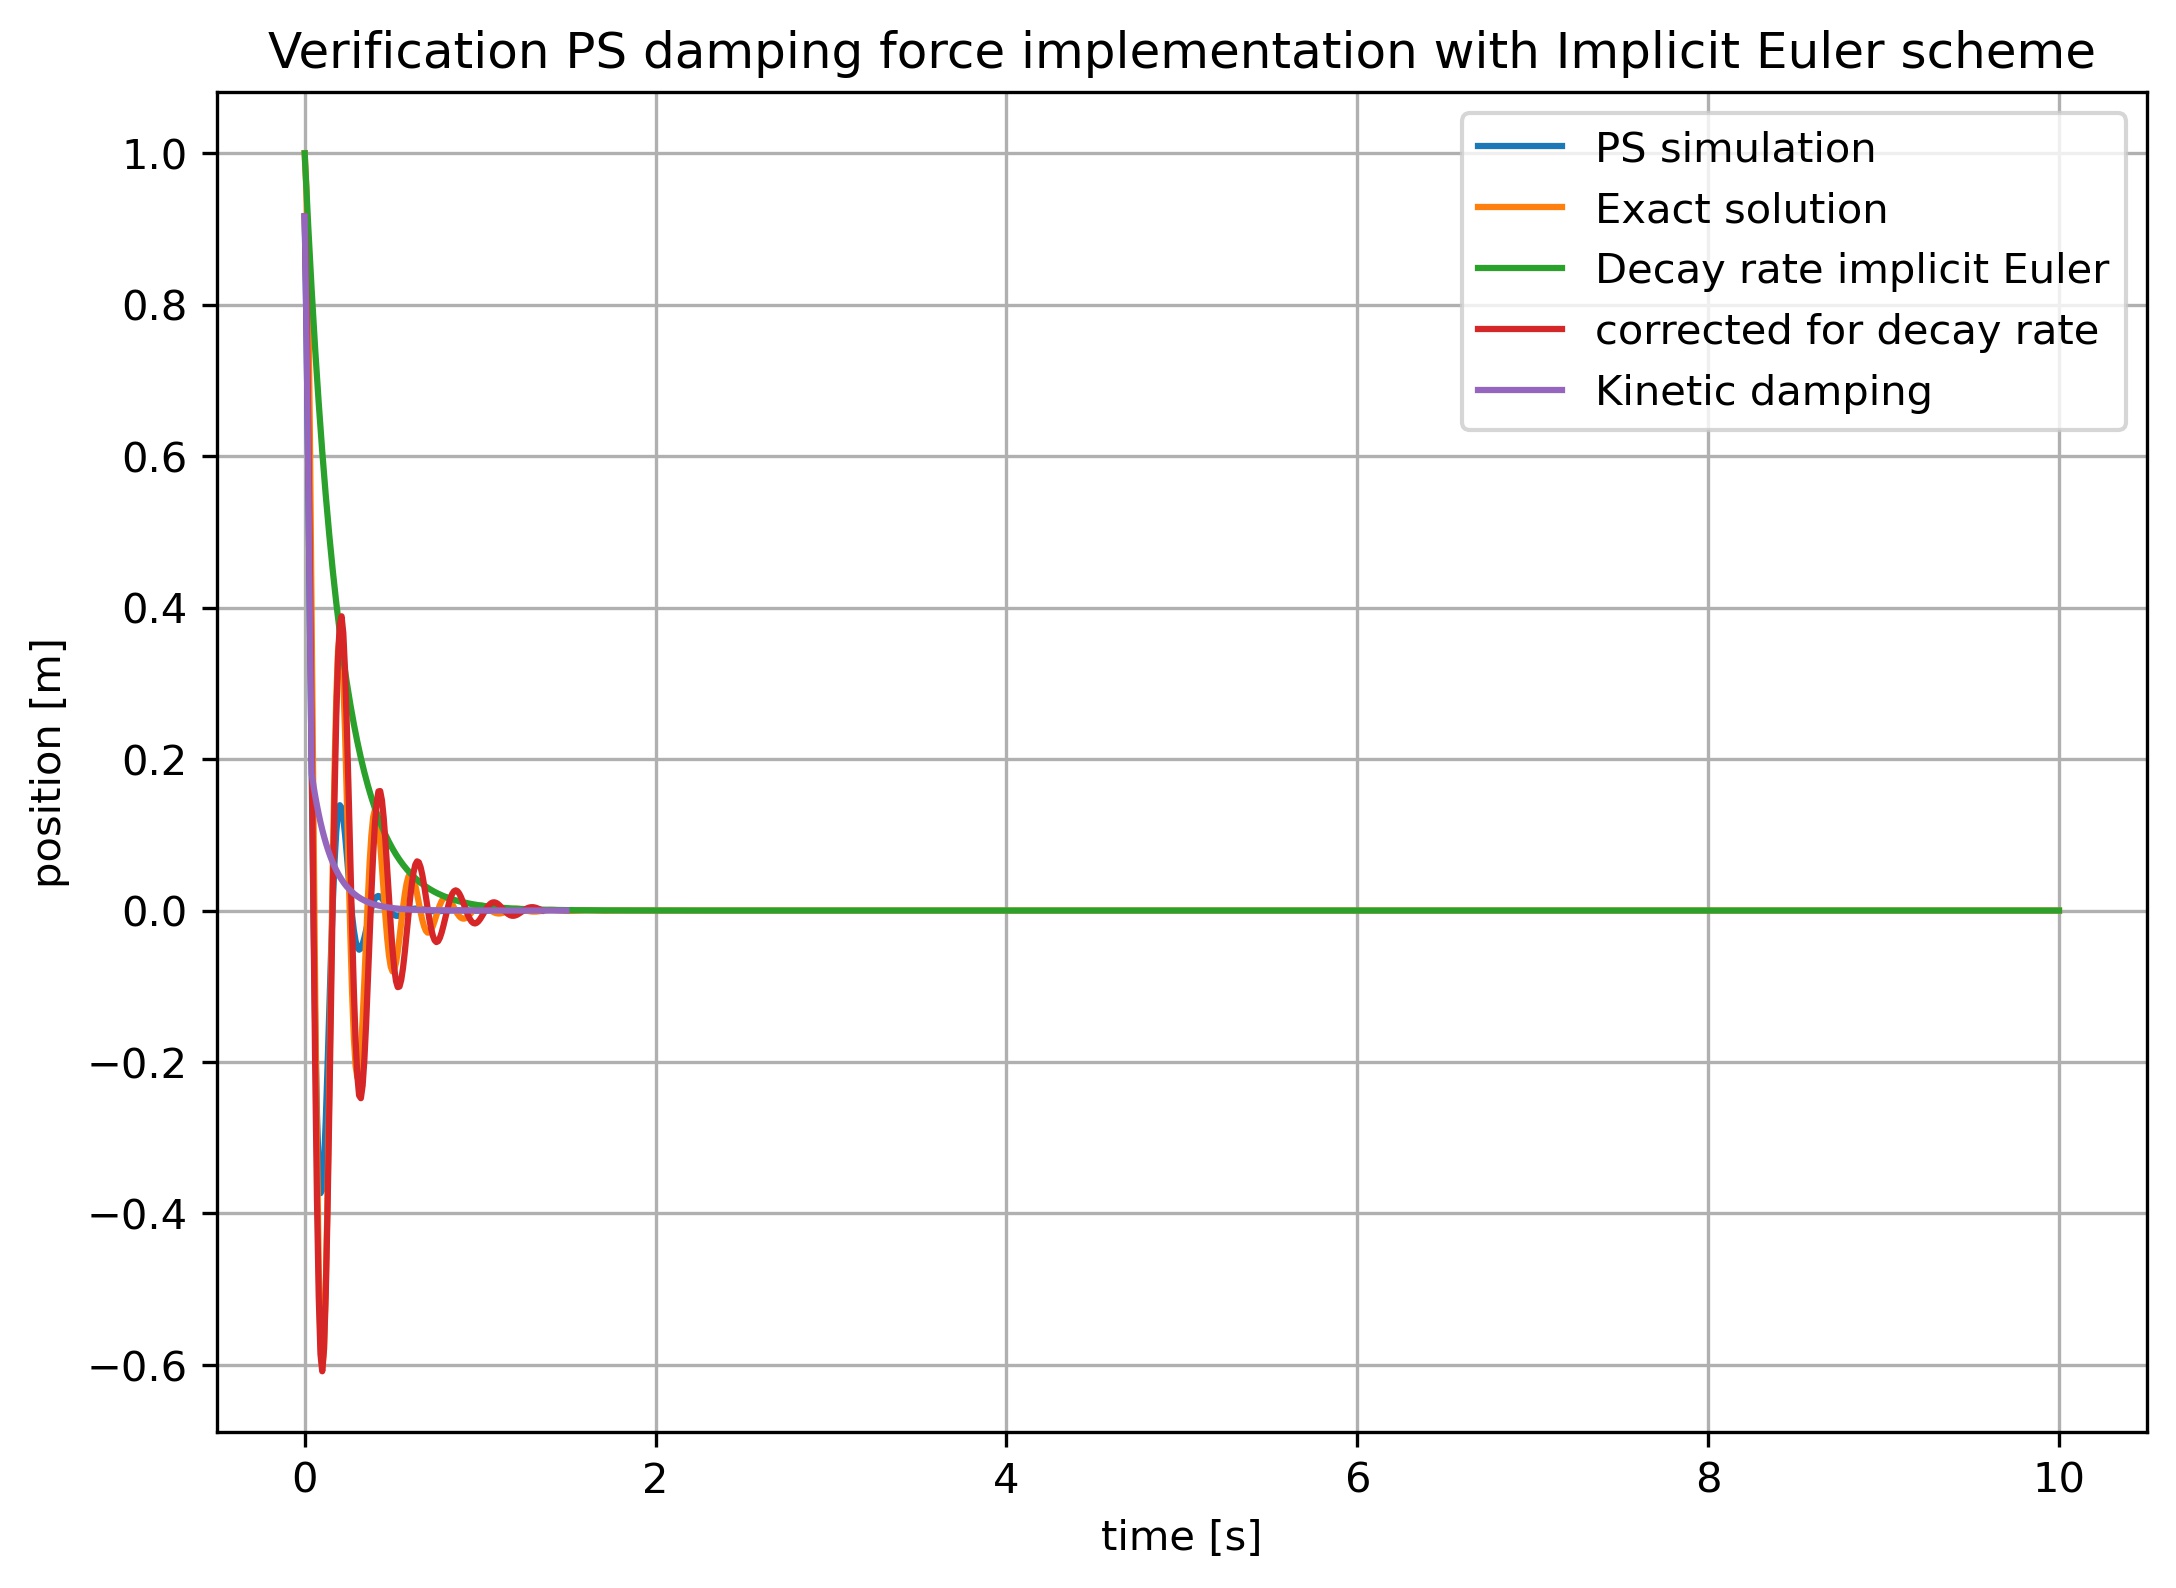 Verification PS damping force implementation with Implicit Euler scheme
PS simulation
Exact solution
Decay rate implicit Euler
corrected for decay rate
Kinetic damping
position [m]
1.0
0.8
0.6
0.4
0.2
0.0
−0.2
−0.4
−0.6
0 2 4 6 8 10
time [s]